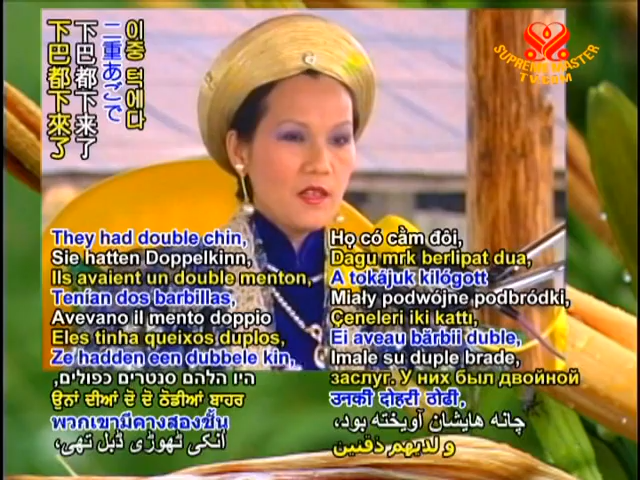 SUPREME MASTER
TV.COM
이중 턱에다
二重あごで
下巴都下来了
下巴都下來了
They had double chin,
Sie hatten Doppelkinn,
Ils avaient un double menton,
Tenían dos barbillas,
Avevano il mento doppio
Eles tinha queixos duplos,
Ze hadden een dubbele kin,
היו הלהם סנטרים כפולים,
ਉਨਾਂ ਦੀਆਂ ਦੋ ਦੋ ਠੋਡੀਆਂ ਬਾਹਰ
พวกเขามีคางสองชั้น
انکی ٹھوڑی ڈبل تھی،
Họ có cằm đôi,
Dagu mrk berlipat dua,
A tokájuk kilógott
Miały podwójne podbródki,
Çeneleri iki kattı,
Ei aveau bărbii duble,
Imale su duple brade,
заслуг. У них был двойной
उनकी दोहरी ठोढी,
چانه هایشان آویخته بود،
و لديهم ذقنين